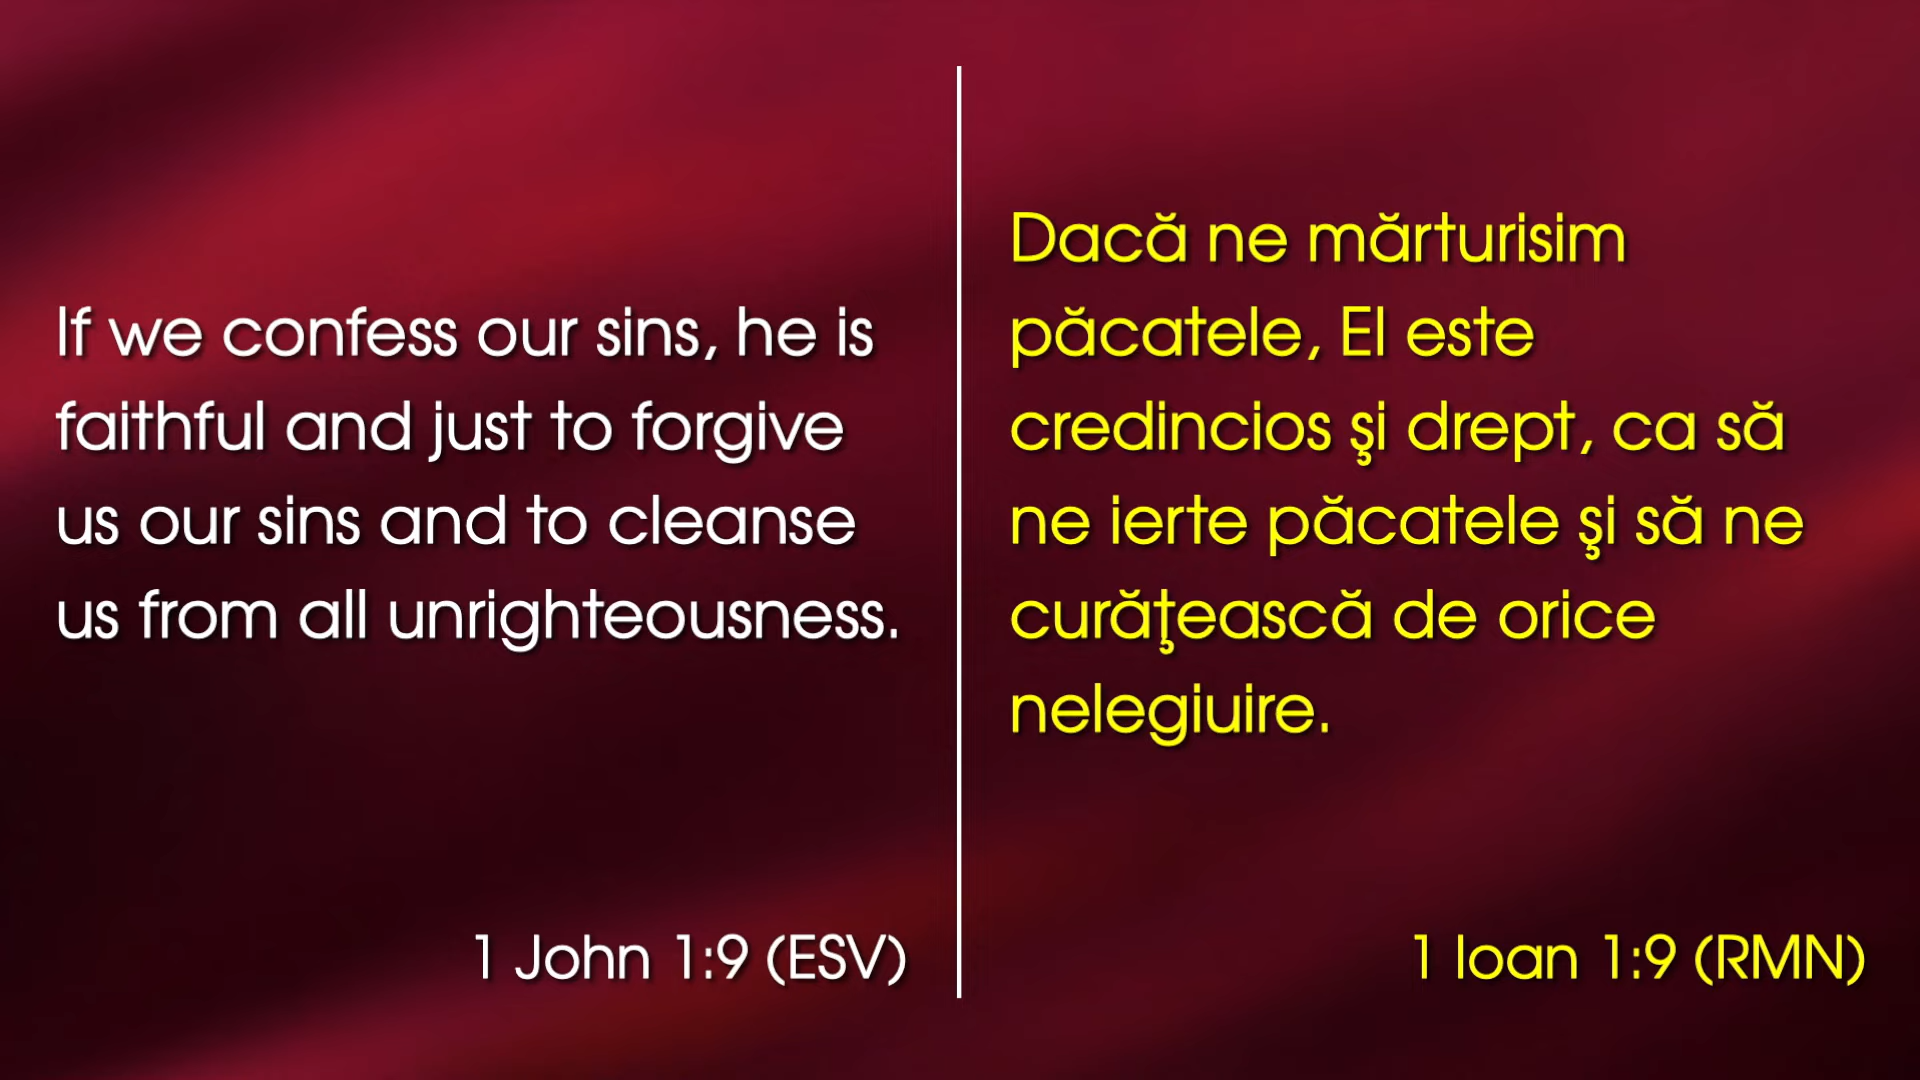 If we confess our sins, he is
faithful and just to forgive
us our sins and to cleanse
us from all unrighteousness.
1 John 1:9 (ESV)
Dacă ne mărturisim
păcatele, El este
credincios şi drept, ca să
ne ierte păcatele şi să ne
curăţească de orice
nelegiuire.
1 Ioan 1:9 (RMN)